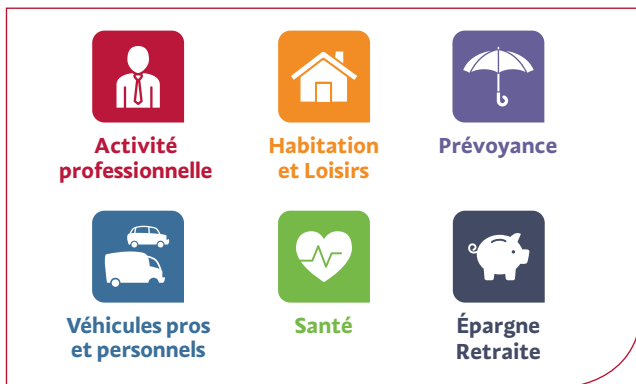 Activité
professionnelle
Habitation
et Loisirs
Prévoyance
Véhicules pros
et personnels
Santé
Épargne
Retraite